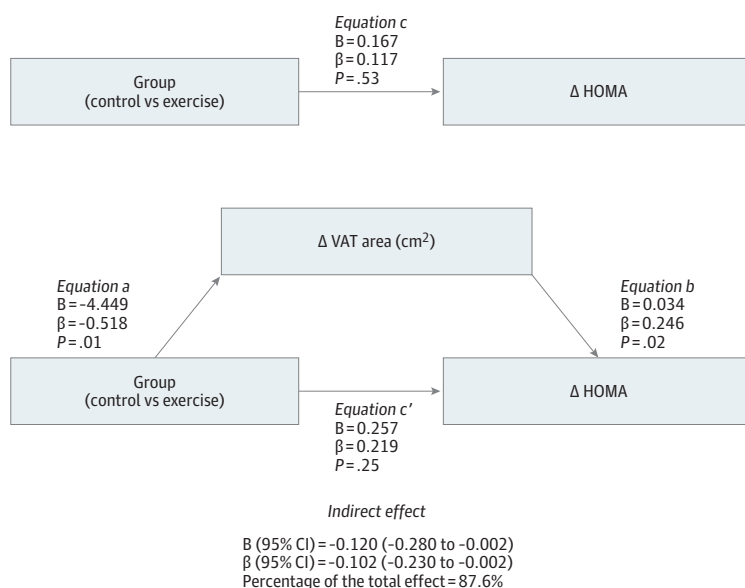 Equation c
B=0.167
β=0.117
P=.53
Group
(control vs exercise)
Δ HOMA
Δ VAT area (cm²)
Equation a
B=-4.449
β=-0.518
P=.01
Equation b
B=0.034
β=0.246
P=.02
Group
(control vs exercise)
Δ HOMA
Equation c’
B=0.257
β=0.219
P=.25
Indirect effect
B (95% CI)=-0.120 (-0.280 to -0.002)
β (95% CI)=-0.102 (-0.230 to -0.002)
Percentage of the total effect=87.6%